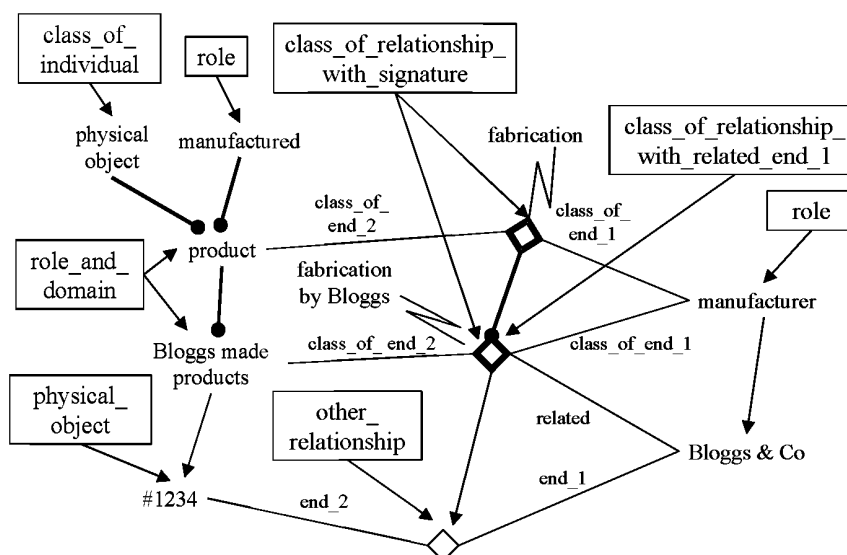 class_of_
individual
role
class_of_relationship_
with_signature
physical
object
manufactured
fabrication
class_of_relationship_
with_related_end_1
class_of_
end_2
class_of_
end_1
role
product
role_and_
domain
fabrication
by Bloggs
manufacturer
Bloggs made
products
class_of_end_2
class_of_end_1
physical_
object
other_
relationship
related
Bloggs & Co
#1234
end_2
end_1